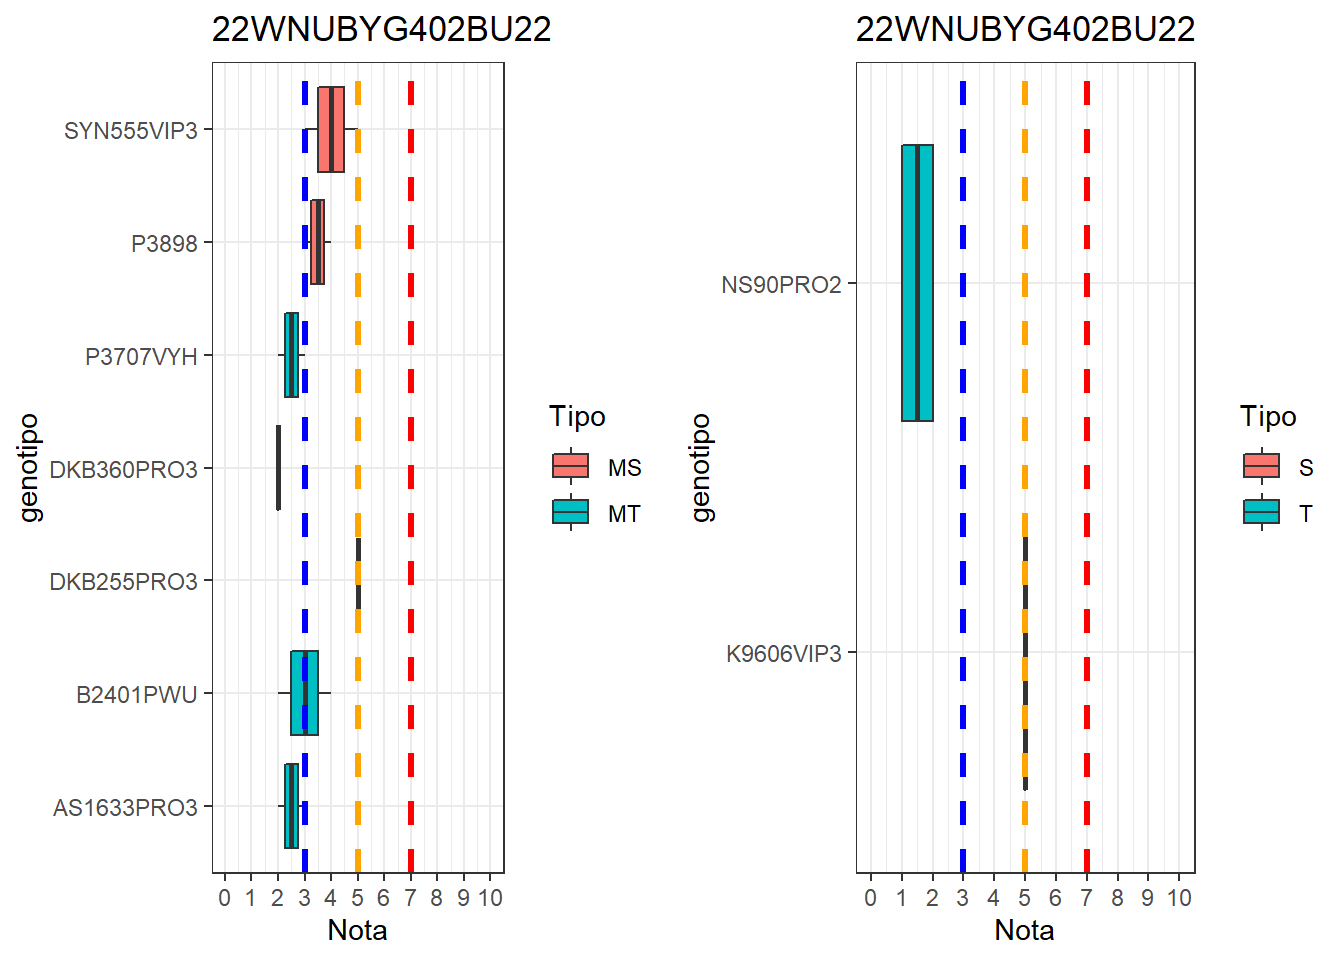 22WNUBYG402BU22
SYN555VIP3
P3898
P3707VYH
DKB360PRO3
DKB255PRO3
B2401PWU
AS1633PRO3
genotipo
0 1 2 3 4 5 6 7 8 9 10
Nota
Tipo
MS
MT
22WNUBYG402BU22
NS90PRO2
K9606VIP3
genotipo
0 1 2 3 4 5 6 7 8 9 10
Nota
Tipo
S
T